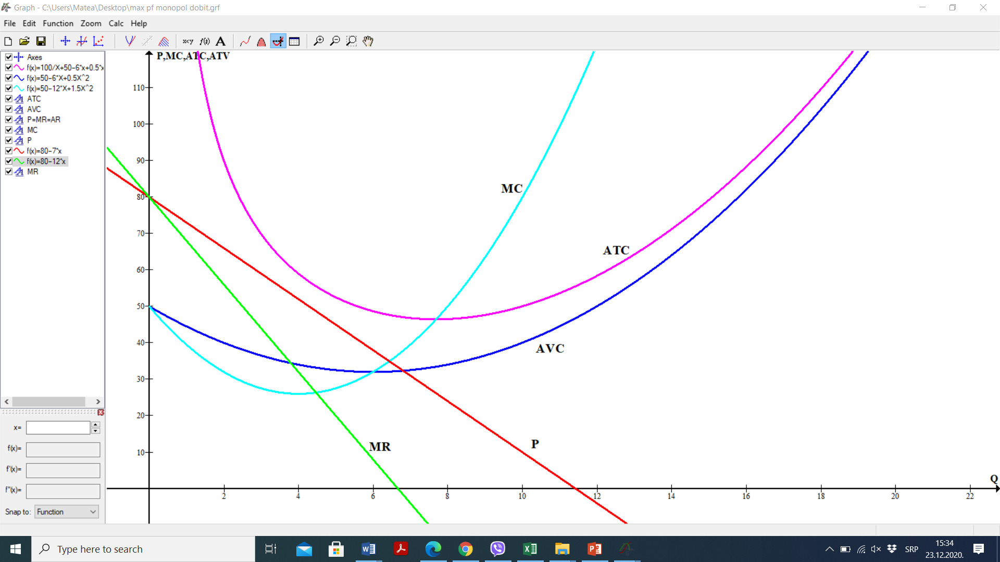 Graph - C:\Users\Matea\Desktop\max pf monopol dobit.grf
File Edit Function Zoom Calc Help
x<y f(t) A
Axes
f(x)=100/X+50-6*x+0.5*x
f(x)=50-6*X+0.5X^2
f(x)=50-12*X+1.5X^2
ATC
AVC
P=MR=AR
MC
P
f(x)=80-7*x
f(x)=80-12*x
MR
x=
f(x)=
f'(x)=
f''(x)=
Snap to: Function
P,MC,ATC,ATV
110
100
90
80
70
60
50
40
30
20
10
MC
ATC
AVC
MR
P
Q
2 4 6 8 10 12 14 16 18 20 22
Type here to search
SRP
15:34
23.12.2020.